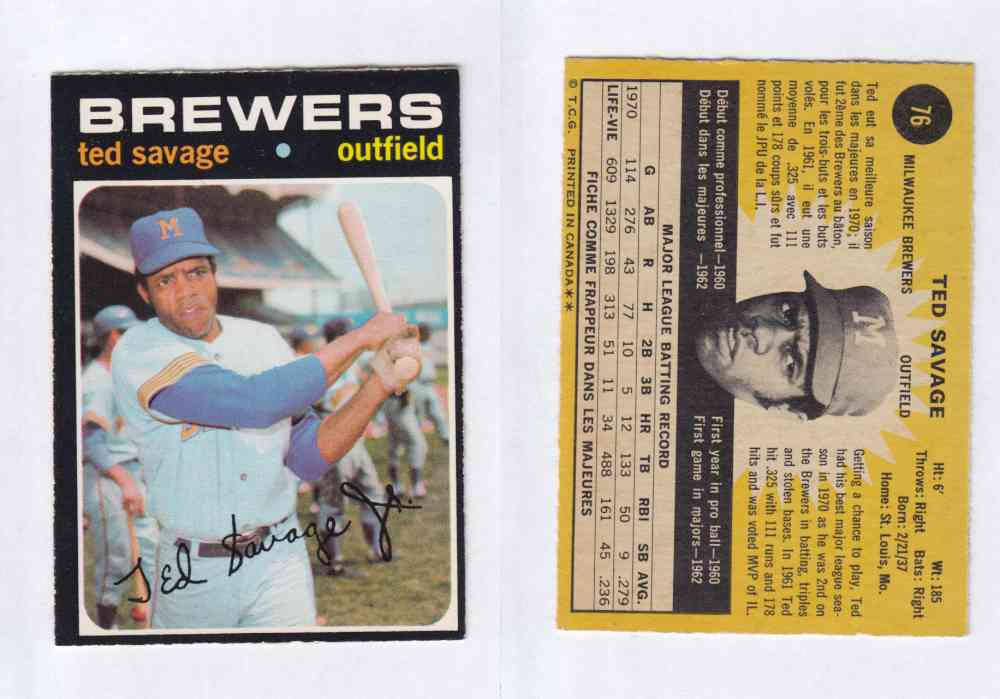 BREWERS
ted savage • outfield
M
Ted Savage Jr.
76
TED SAVAGE
MILWAUKEE BREWERS OUTFIELD
Ht: 6' Wt: 185
Throws: Right Bats: Right
Born: 2/21/37
Home: St. Louis, Mo.
M
Ted eut sa meilleure saison
dans les majeures en 1970; il
fut 2ème des Brewers au bâton,
pour les trois-buts et les buts
volés. En 1961, il eut une
moyenne de .325 avec 111
points et 178 coups sûrs et fut
nommé le JPU de la L.I.
Getting a chance to play, Ted
had his best major league sea-
son in 1970 as he was 2nd on
the Brewers in batting, triples
and stolen bases. In 1961 Ted
hit .325 with 111 runs and 178
hits and was voted MVP of IL.
Début comme professionnel—1960
Début dans les majeures —1962
First year in pro ball—1960
First game in majors—1962
MAJOR LEAGUE BATTING RECORD
G AB R H 2B 3B HR TB RBI SB AVG.
1970 114 276 43 77 10 5 12 133 50 9 .279
LIFE-VIE 609 1339 198 313 51 11 34 488 161 45 .236
FICHE COMME FRAPPEUR DANS LES MAJEURES
© T.C.G. PRINTED IN CANADA**